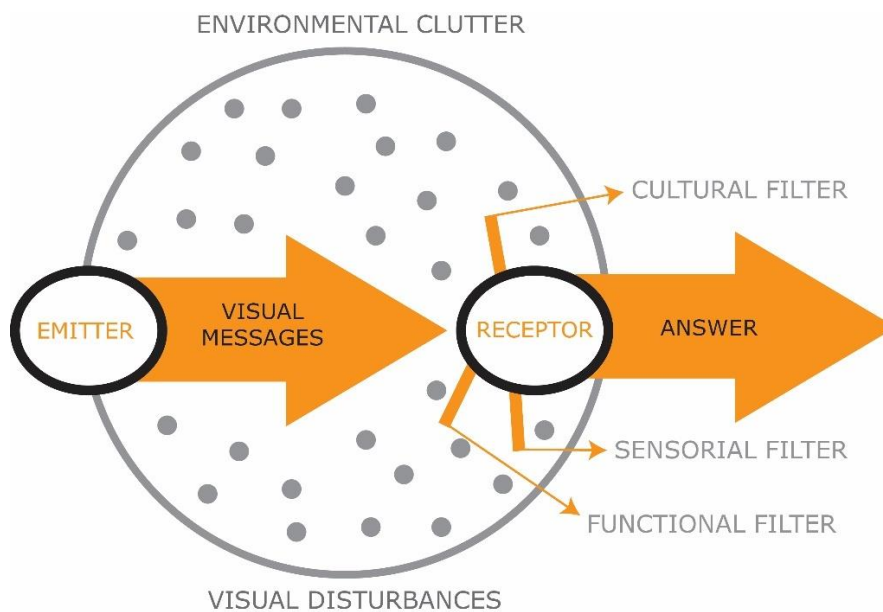 ENVIRONMENTAL CLUTTER
CULTURAL FILTER
EMITTER
VISUAL
MESSAGES
RECEPTOR
ANSWER
SENSORIAL FILTER
FUNCTIONAL FILTER
VISUAL DISTURBANCES